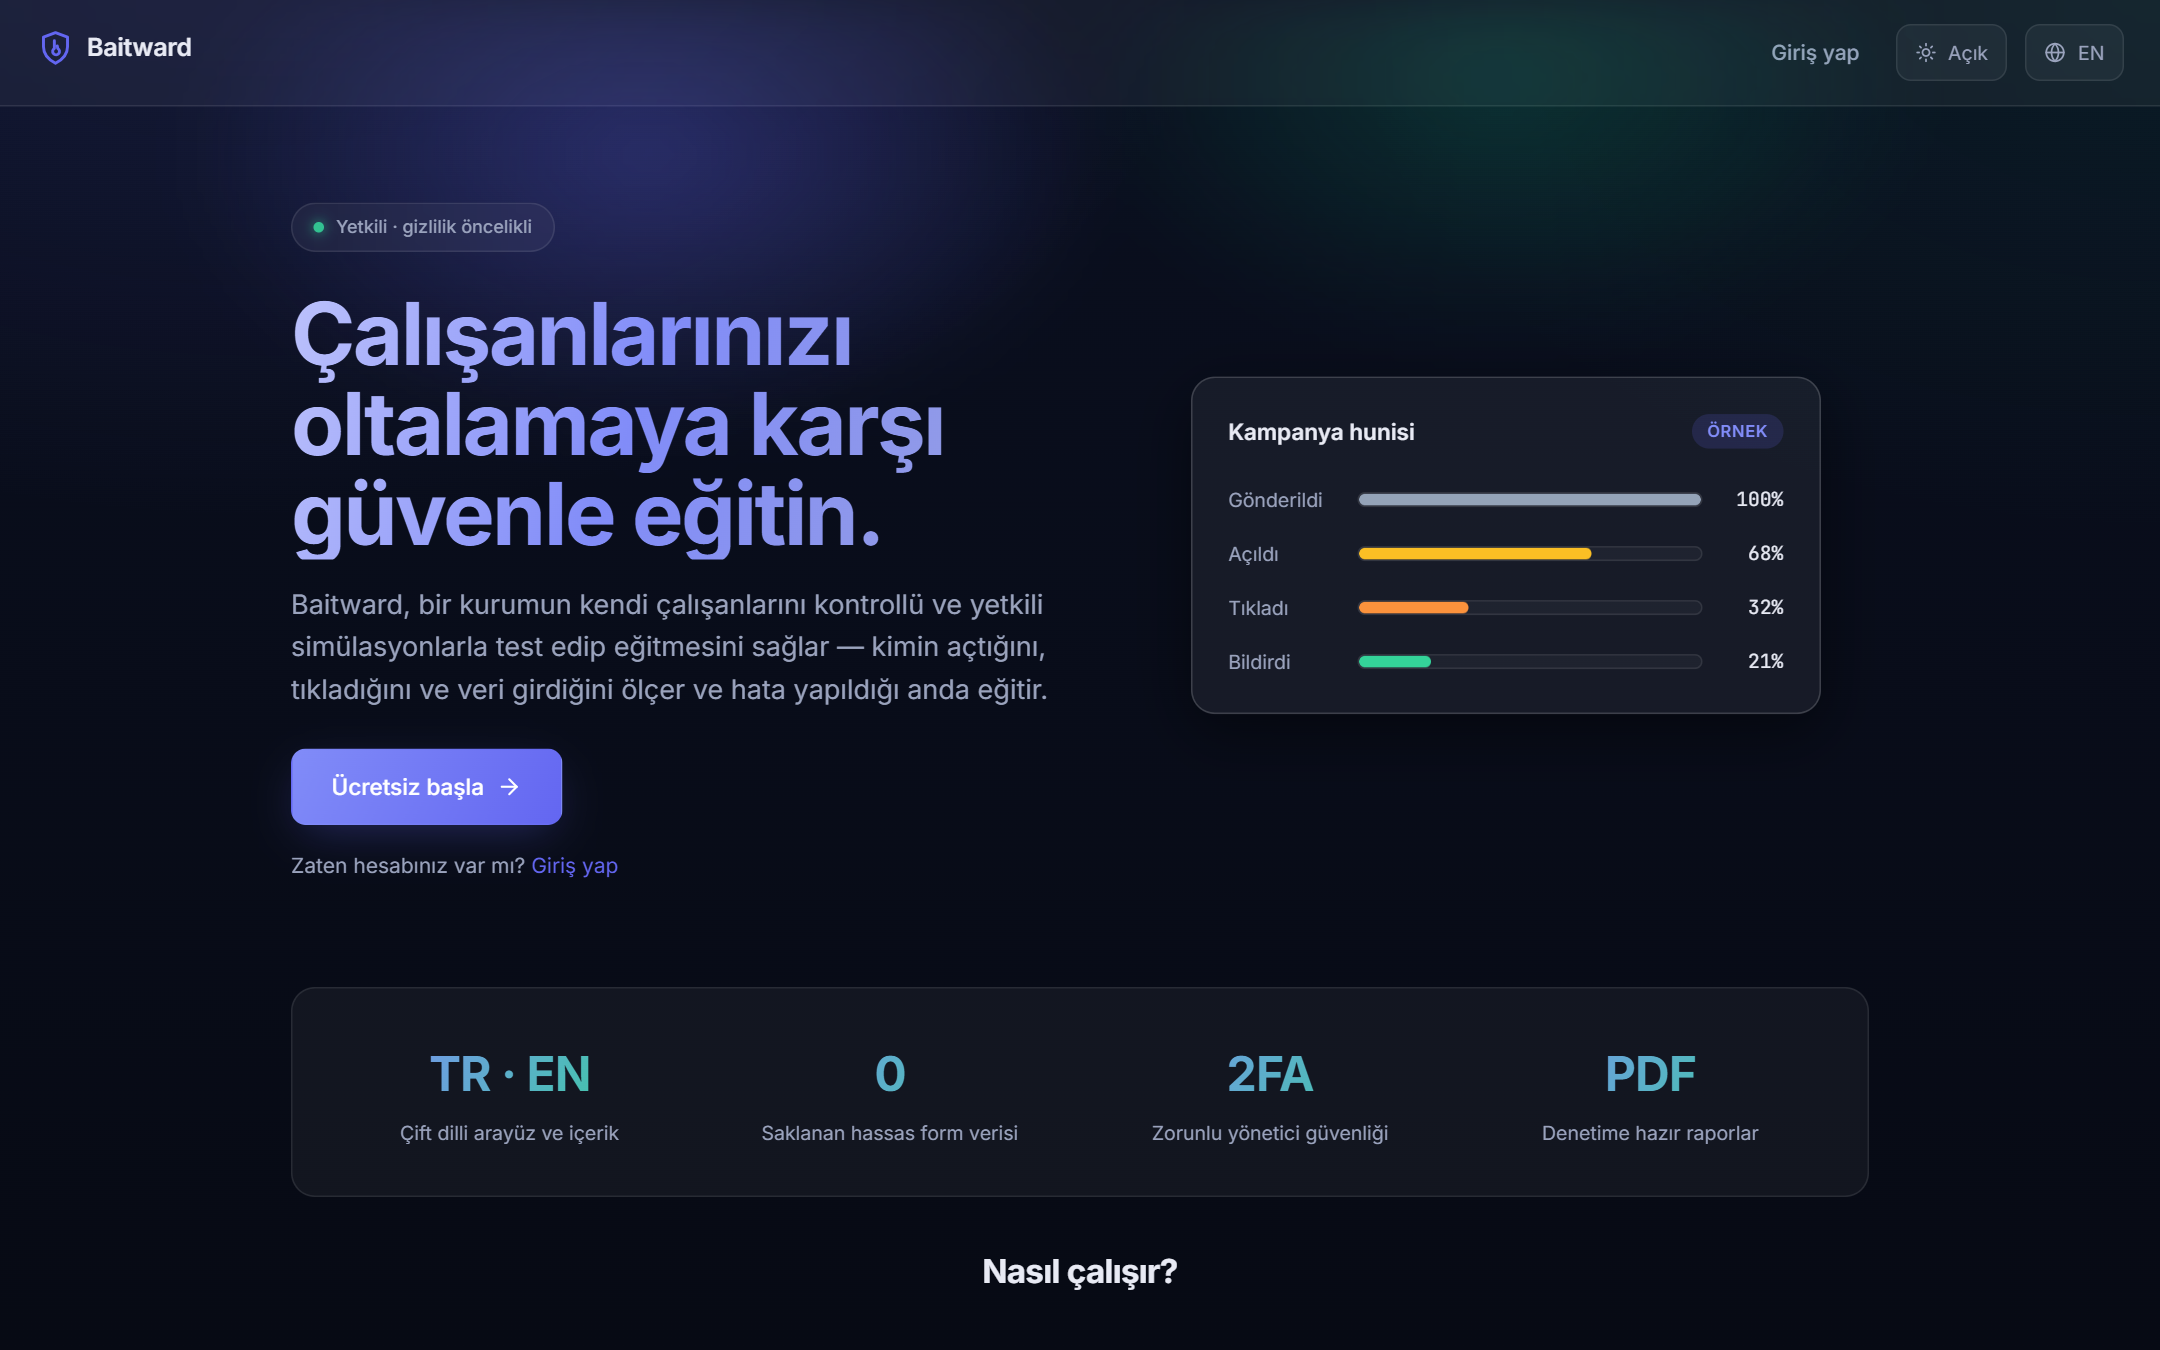 Baitward
Giriş yap
Açık
EN
Yetkili · gizlilik öncelikli
Çalışanlarınızı
oltalamaya karşı
güvenle eğitin.
Baitward, bir kurumun kendi çalışanlarını kontrollü ve yetkili
simülasyonlarla test edip eğitmesini sağlar — kimin açtığını,
tıkladığını ve veri girdiğini ölçer ve hata yapıldığı anda eğitir.
Ücretsiz başla →
Zaten hesabınız var mı? Giriş yap
Kampanya hunisi
ÖRNEK
Gönderildi 100%
Açıldı 68%
Tıkladı 32%
Bildirdi 21%
TR · EN
Çift dilli arayüz ve içerik
0
Saklanan hassas form verisi
2FA
Zorunlu yönetici güvenliği
PDF
Denetime hazır raporlar
Nasıl çalışır?